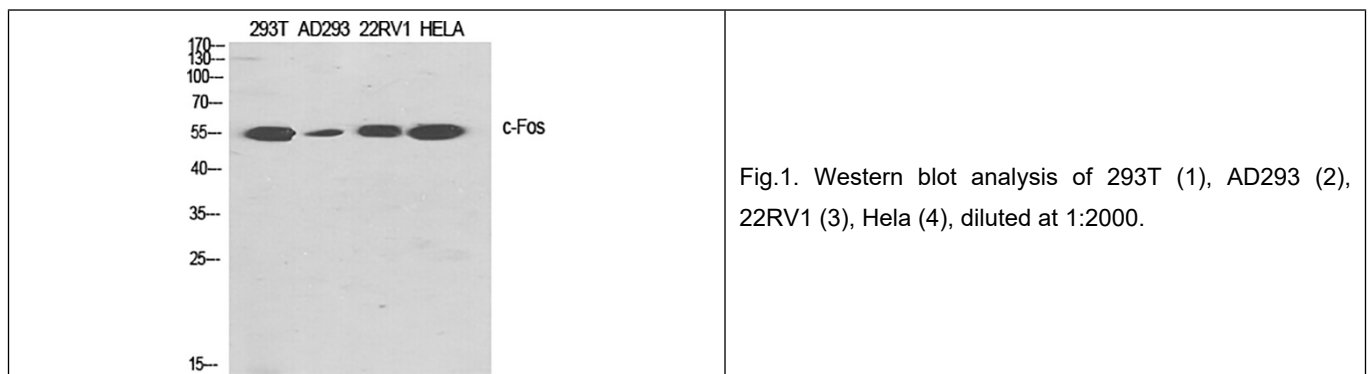 293T AD293 22RV1 HELA
170--
130--
100--
70--
55--
c-Fos
40--
35--
25--
15--
Fig.1. Western blot analysis of 293T (1), AD293 (2),
22RV1 (3), Hela (4), diluted at 1:2000.